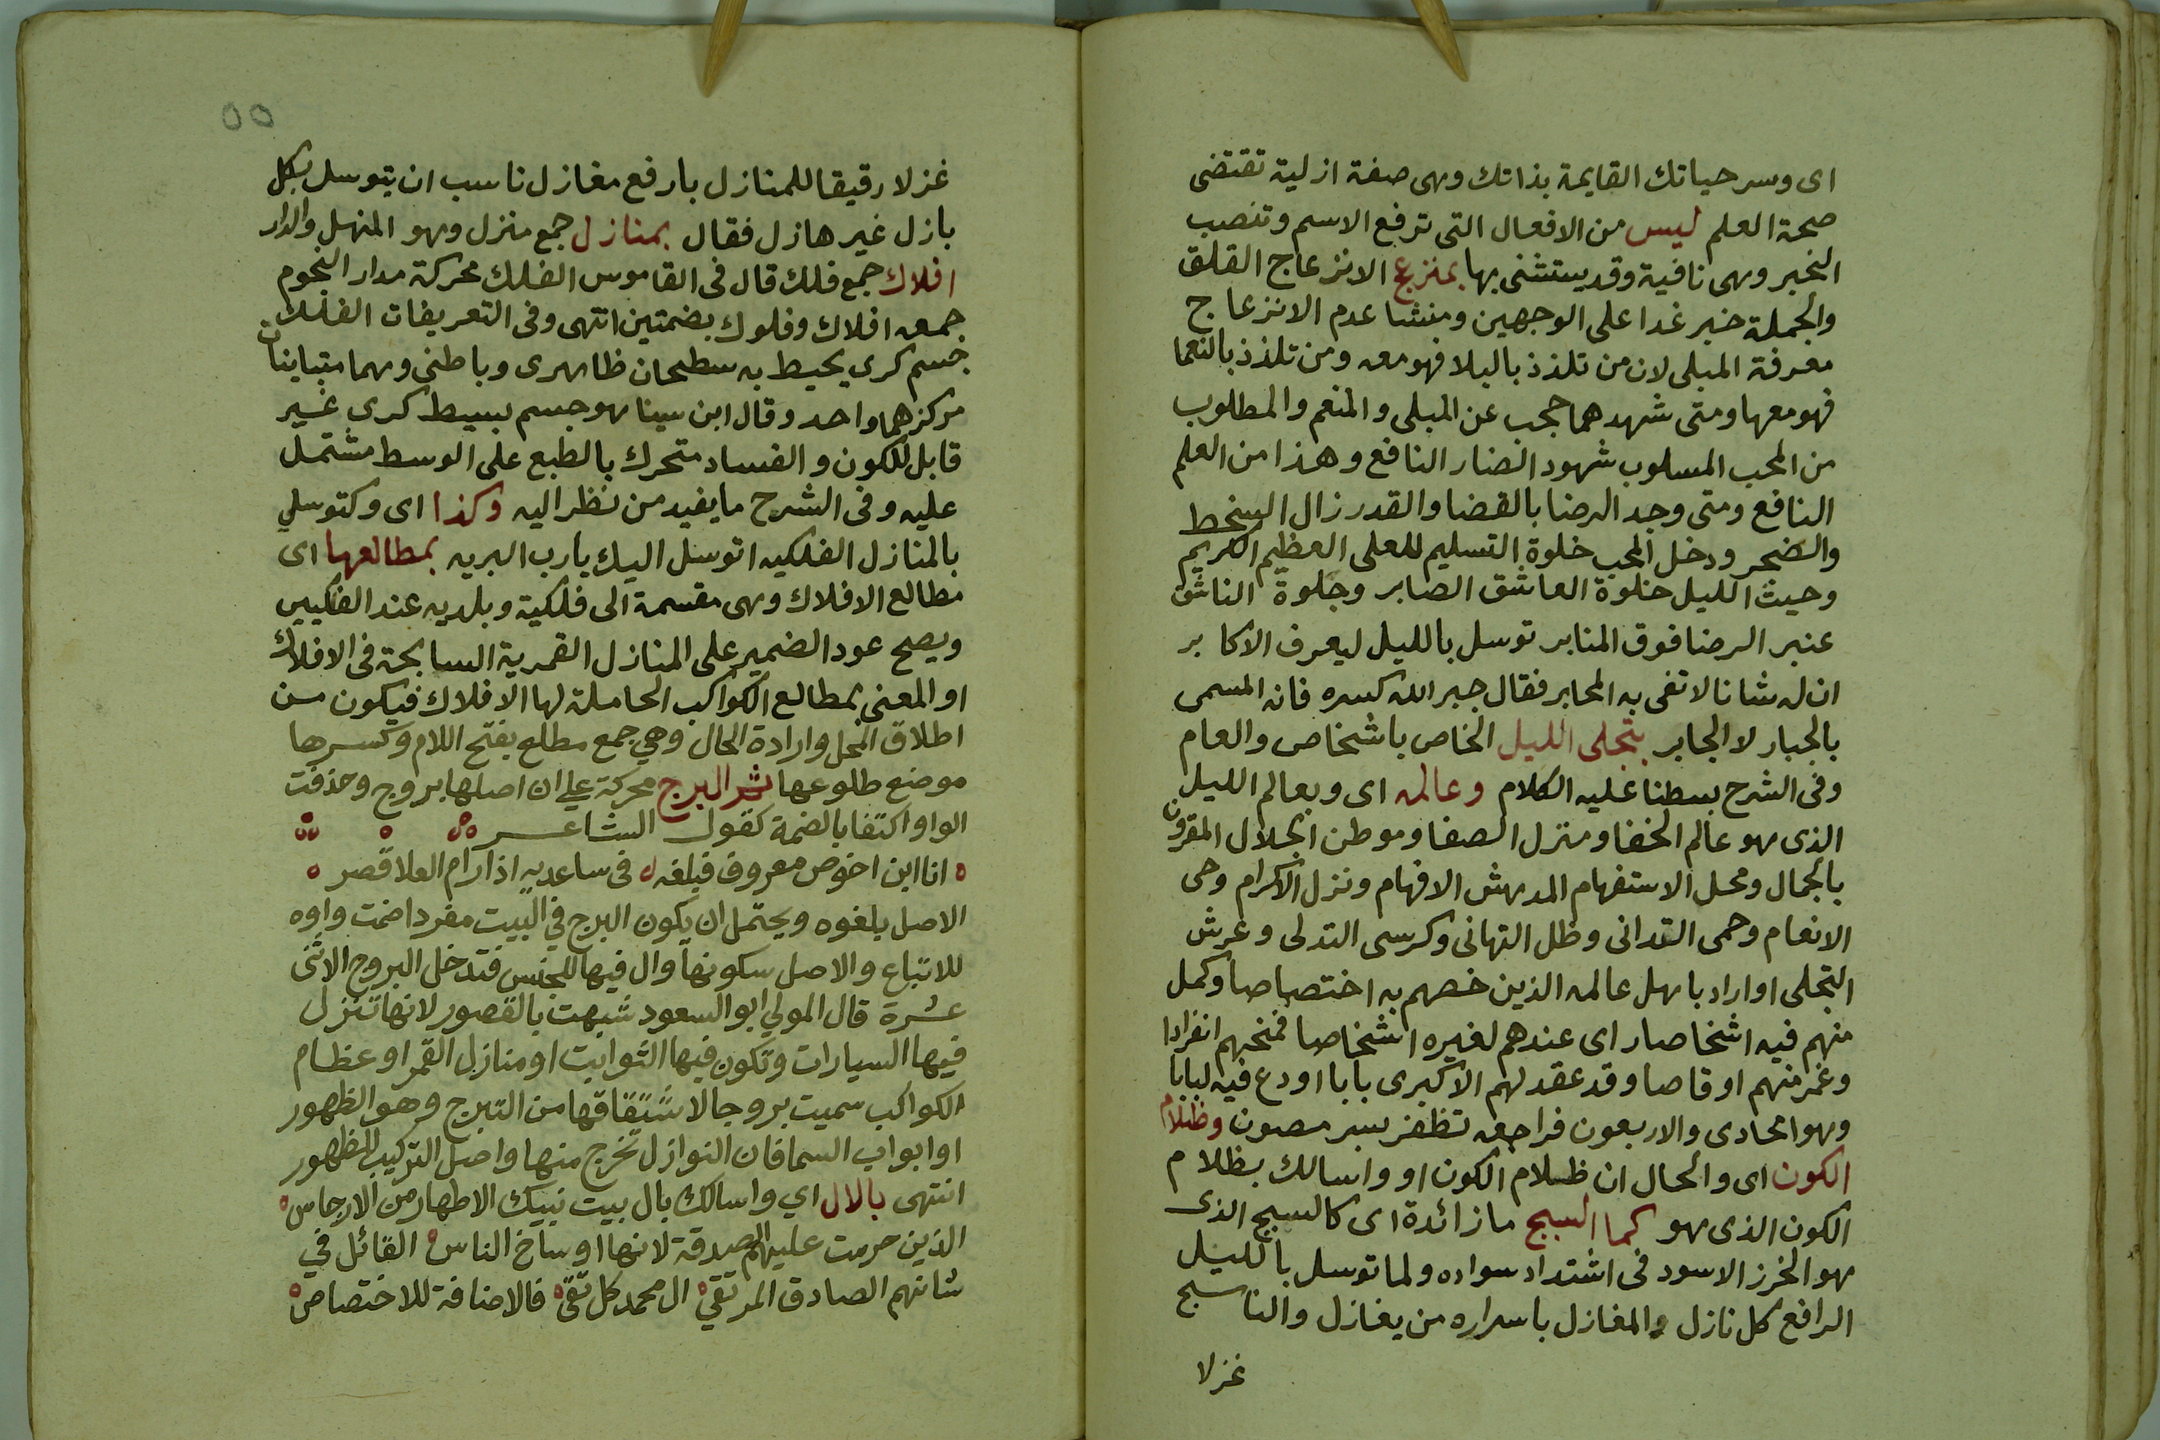 اى وسر حياتك القايمة بذاتك وهى صفة ازلية تقتضى
صحة العلم ليس من الافعال التى ترفع الاسم وتنصب
الخبر وهى نافية وقد يستثنى بها بمنزعج الانزعاج القلق
والجملة خبر غدا على الوجهين ومنشا عدم الانزعاج
معرفة المبلى لان من تلذذ بالبلا فهو معه ومن تلذذ بالنعما
فهو معها ومتى شهدهما حجب عن المبلى والمنعم والمطلوب
من المحب المسلوب شهود الضار النافع وهذا من العلم
النافع ومتى وجد الرضا بالقضا والقدر زال السخط
والضجر ودخل المحب خلوة التسليم للعلى العظيم الكريم
وحيث الليل خلوة العاشق الصابر وجلوة الناشق
عنبر الرضا فوق المنابر توسل بالليل ليعرف الاكابر
ان له شانا لا تفى به المحابر فقال جبر الله كسره فانه المسمى
بالجبار لا الجابر بتجلى الليل الخاص باشخاص والعام
وفى الشرح بسطنا عليه الكلام وعالمه اى وبعالم الليل
الذى هو عالم الخفا ومنزل الصفا وموطن الجلال المقرون
بالجمال ومحل الاستفهام المدهش الافهام ونزل الاكرام وحى
الانعام وحمى التدانى وظل التهانى وكرسى التدلى وعرش
التجلى او اراد باهل عالمه الذين خصهم به اختصاصا وكمل
منهم فيه اشخاصا راى عندهم لغيره اشخاصا فمنحهم انفرادا
وغمر منهم اوقاصا وقد عقد لهم الاكبرى بابا اودع فيه لبابا
وهو الحادى والاربعون فراجعه تظفر بسر مصون وظلام
الكون اى والحال ان ظلام الكون او واسالك بظلام
الكون الذى هو كما السبج ما زائدة اى كالسبج الذى
هو الخرز الاسود فى اشتداد سواده ولما توسل بالليل
الرافع كل نازل والمغازل باسراره من يغازل والناسج
غزلا
٥٥
غزلا رقيقا للمنازل بارفع مغازل ناسب ان يتوسل بكل
بازل غير هازل فقال بمنازل جمع منزل وهو المنهل والدار
افلاك جمع فلك قال فى القاموس الفلك محركة مدار النجوم
جمعه افلاك وفلوك بضمتين انتهى وفى التعريفات الفلك
جسم كرى يحيط به سطحان ظاهرى وباطنى وهما متباينان
مركزهما واحد وقال ابن سينا هو جسم بسيط كرى غير
قابل للكون والفساد متحرك بالطبع على الوسط مشتمل
عليه وفى الشرح ما يفيد من نظر اليه وكذا اى وكتوسلي
بالمنازل الفلكيه اتوسل اليك يا رب البريه بمطالعها اى
مطالع الافلاك وهى مقسمة الى فلكية وبلديه عند الفلكيين
ويصح عود الضمير على المنازل القمرية السابحة فى الافلاك
او المعنى بمطالع الكواكب الحاملة لها الافلاك فيكون من
اطلاق المحل وارادة الحال وهي جمع مطلع بفتح اللام وكسرها
موضع طلوعها ثم البرج محركة على ان اصلها بروج وحذفت
الواو اكتفا بالضمة كقول الشاعر
انا ابن اخوص معروف فبلغه فى ساعديه اذا رام العلا قصر
الاصل بلغوه ويحتمل ان يكون البرج في البيت مفردا ضمت واوه
للاتباع والاصل سكونها وال فيها للجنس فتدخل البروج الاثنى
عشرة قال المولي ابو السعود شبهت بالقصور لانها تنزل
فيها السيارات وتكون فيها الثوابت او منازل القمر او عظام
الكواكب سميت بروجا لاشتقاقها من التبرج وهو الظهور
او ابواب السما فان النوازل تخرج منها واصل التركيب للظهور
انتهى بالال اي واسالك بال بيت نبيك الاطهار من الارجاس
الذين حرمت عليهم الصدقة لانها اوساخ الناس القائل في
شانهم الصادق المرتقي ال محمد كل تقى فالاضافة للاختصاص